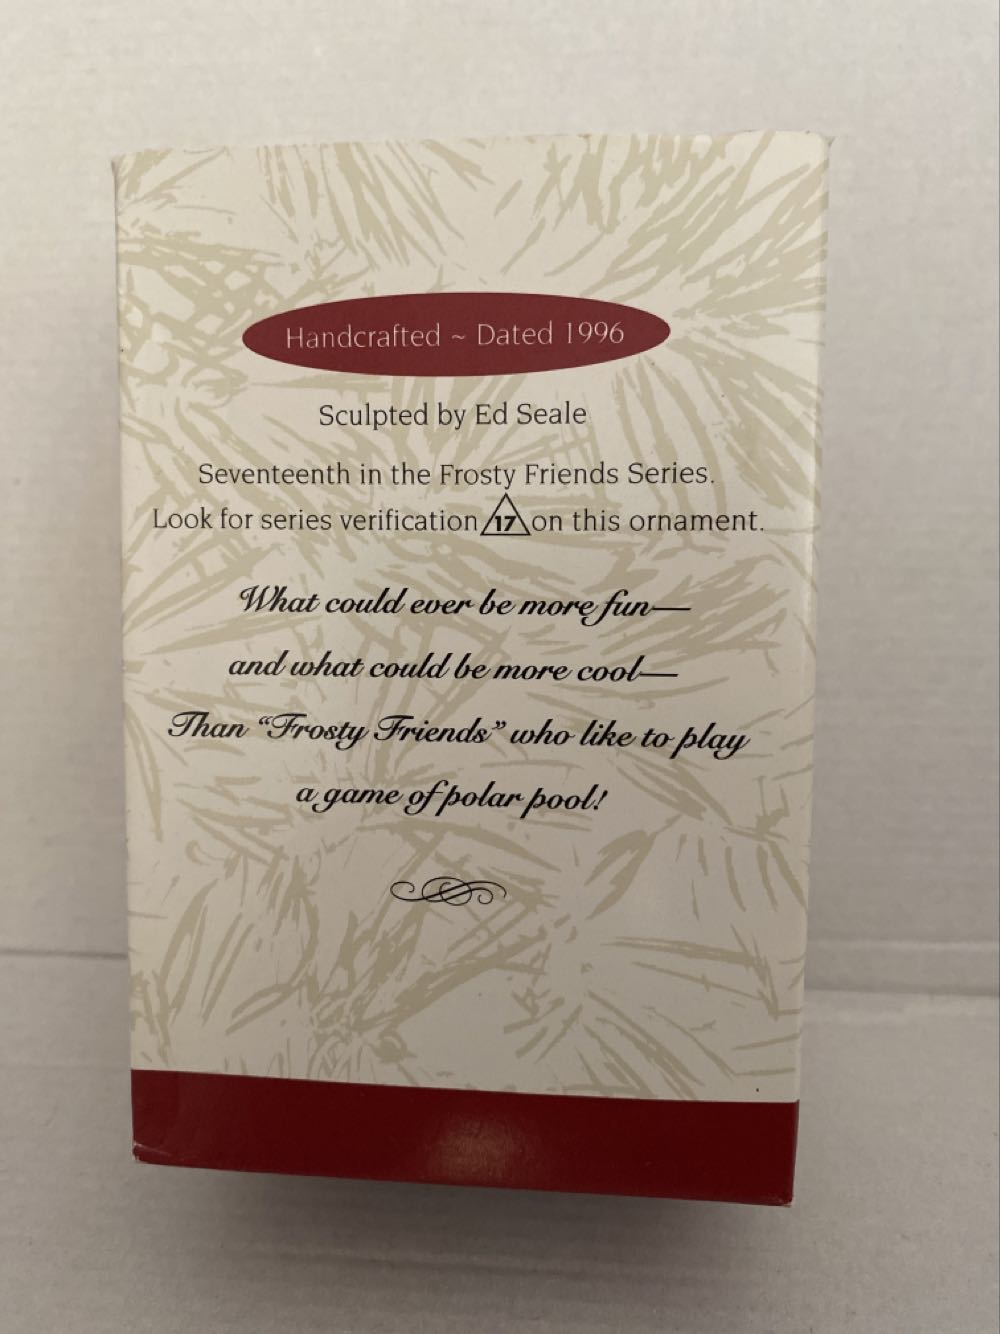 Handcrafted ~ Dated 1996
Sculpted by Ed Seale
Seventeenth in the Frosty Friends Series.
Look for series verification 17 on this ornament.
What could ever be more fun—
and what could be more cool—
Than “Frosty Friends” who like to play
a game of polar pool!